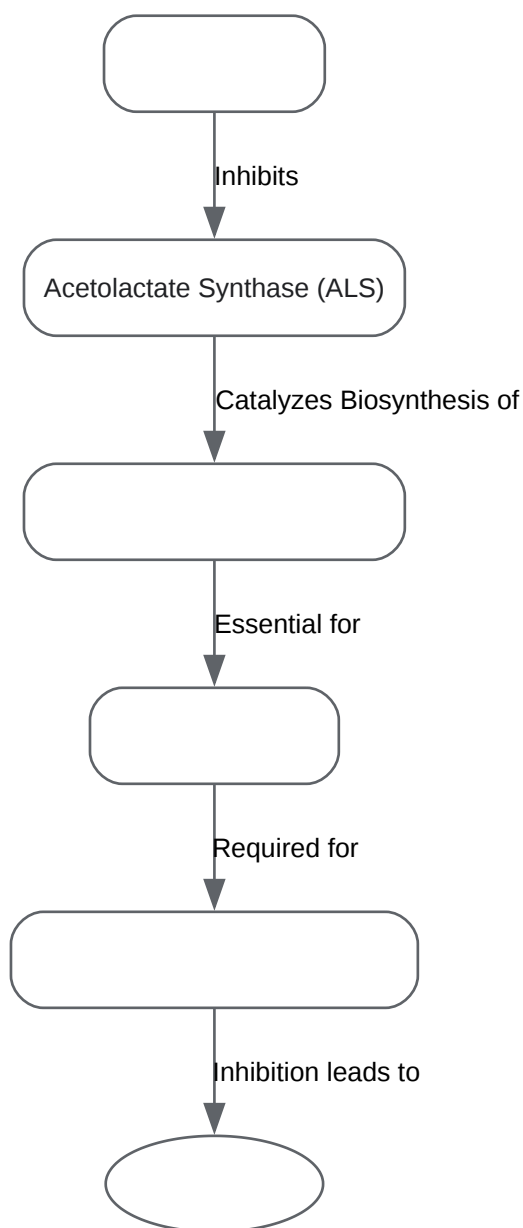 Inhibits
Acetolactate Synthase (ALS)
Catalyzes Biosynthesis of
Essential for
Required for
Inhibition leads to